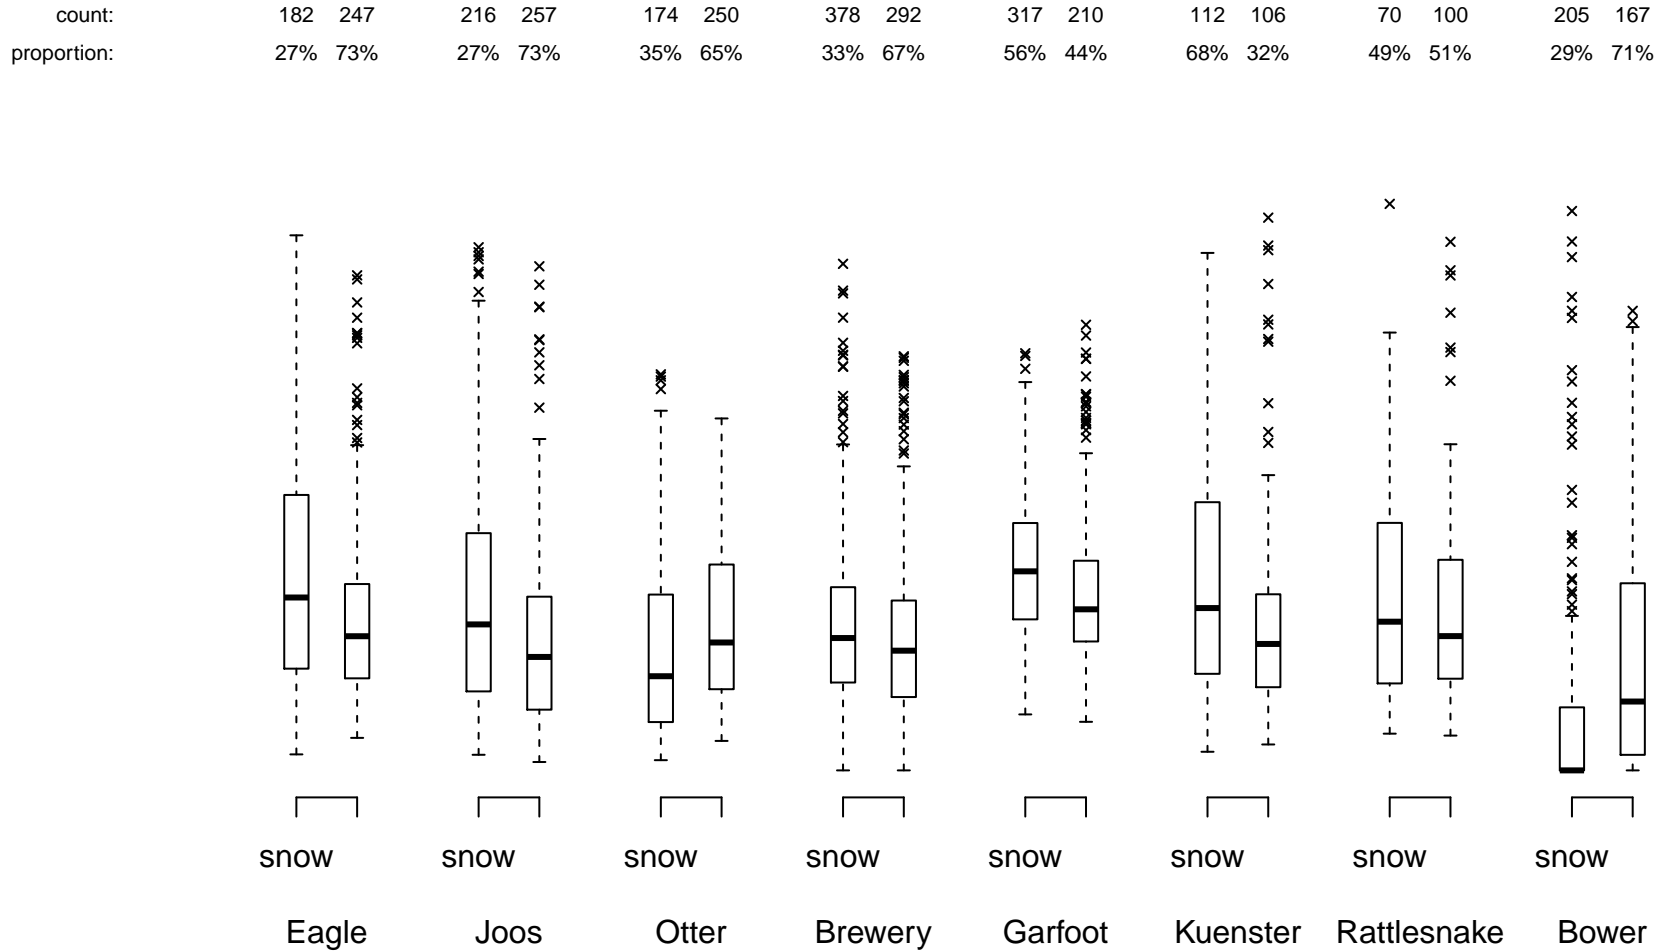 count: 182 247 216 257 174 250 378 292 317 210 112 106 70 100 205 167
proportion: 27% 73% 27% 73% 35% 65% 33% 67% 56% 44% 68% 32% 49% 51% 29% 71%
snow snow snow snow snow snow snow snow
Eagle Joos Otter Brewery Garfoot Kuenster Rattlesnake Bower